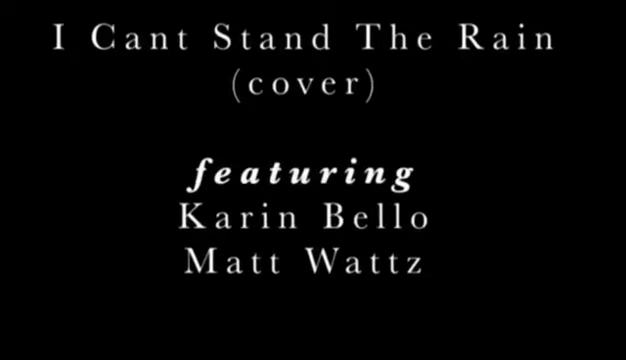 I Cant Stand The Rain
(cover)
featuring
Karin Bello
Matt Wattz